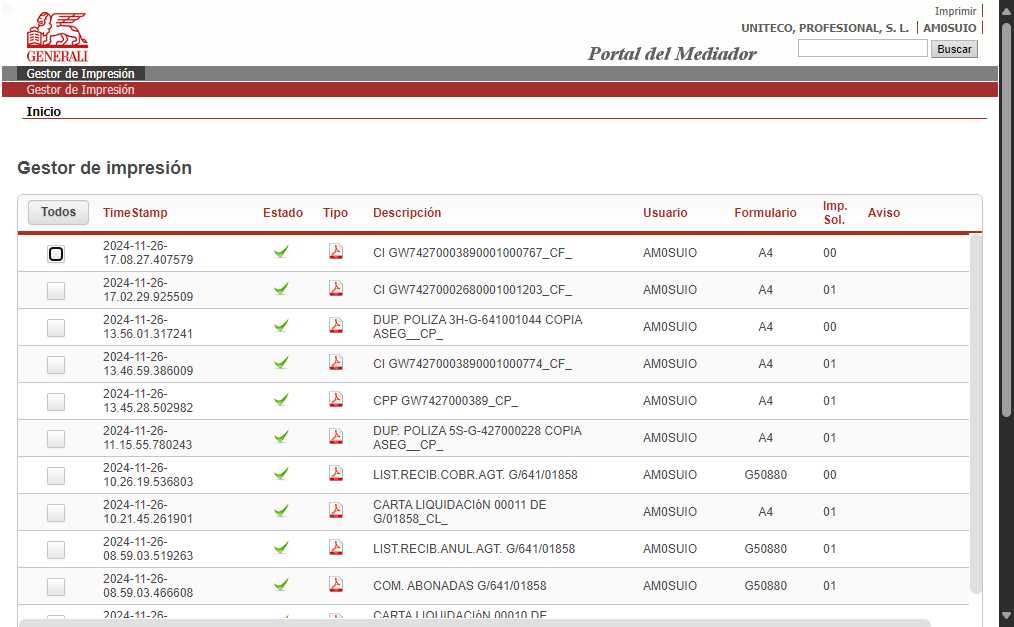 Imprimir
UNITECO, PROFESIONAL, S. L. AM0SUIO
GENERALI
Portal del Mediador
Buscar
Gestor de Impresión
Gestor de Impresión
Inicio
Gestor de impresión
Todos TimeStamp Estado Tipo Descripción Usuario Formulario Imp. Sol. Aviso
2024-11-26-
17.08.27.407579 CI GW74270003890001000767_CF_ AM0SUIO A4 00
2024-11-26-
17.02.29.925509 CI GW74270002680001001203_CF_ AM0SUIO A4 01
2024-11-26- DUP. POLIZA 3H-G-641001044 COPIA
13.56.01.317241 ASEG__CP_ AM0SUIO A4 00
2024-11-26-
13.46.59.386009 CI GW74270003890001000774_CF_ AM0SUIO A4 01
2024-11-26-
13.45.28.502982 CPP GW7427000389_CP_ AM0SUIO A4 01
2024-11-26- DUP. POLIZA 5S-G-427000228 COPIA
11.15.55.780243 ASEG__CP_ AM0SUIO A4 01
2024-11-26-
10.26.19.536803 LIST.RECIB.COBR.AGT. G/641/01858 AM0SUIO G50880 00
2024-11-26- CARTA LIQUIDACIóN 00011 DE
10.21.45.261901 G/01858_CL_ AM0SUIO A4 01
2024-11-26-
08.59.03.519263 LIST.RECIB.ANUL.AGT. G/641/01858 AM0SUIO G50880 01
2024-11-26-
08.59.03.466608 COM. ABONADAS G/641/01858 AM0SUIO G50880 01
2024-11-26- CARTA LIQUIDACIóN 00010 DE